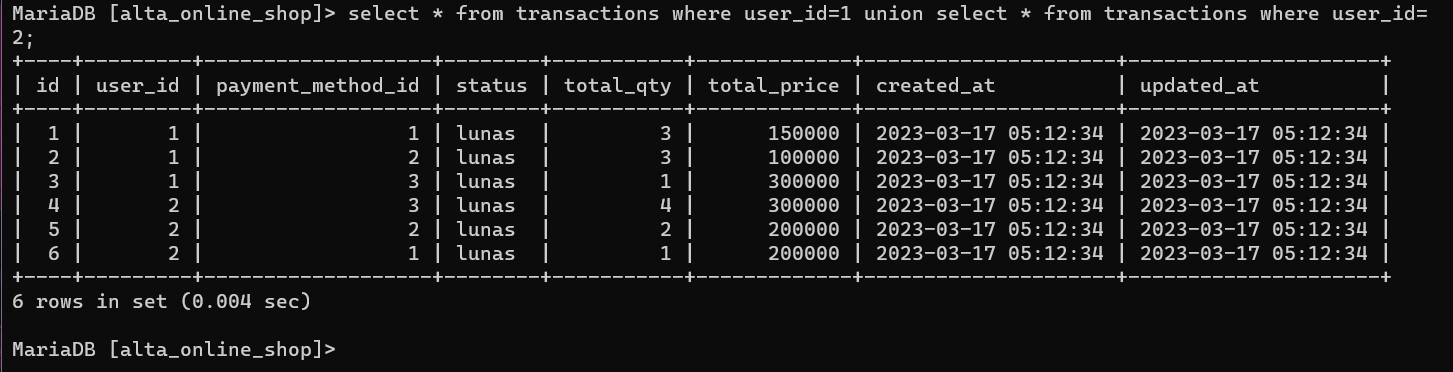 MariaDB [alta_online_shop]> select * from transactions where user_id=1 union select * from transactions where user_id=
2;
+----+---------+-------------------+--------+-----------+-------------+---------------------+---------------------+
| id | user_id | payment_method_id | status | total_qty | total_price | created_at          | updated_at          |
+----+---------+-------------------+--------+-----------+-------------+---------------------+---------------------+
|  1 |       1 |                 1 | lunas  |         3 |      150000 | 2023-03-17 05:12:34 | 2023-03-17 05:12:34 |
|  2 |       1 |                 2 | lunas  |         3 |      100000 | 2023-03-17 05:12:34 | 2023-03-17 05:12:34 |
|  3 |       1 |                 3 | lunas  |         1 |      300000 | 2023-03-17 05:12:34 | 2023-03-17 05:12:34 |
|  4 |       2 |                 3 | lunas  |         4 |      300000 | 2023-03-17 05:12:34 | 2023-03-17 05:12:34 |
|  5 |       2 |                 2 | lunas  |         2 |      200000 | 2023-03-17 05:12:34 | 2023-03-17 05:12:34 |
|  6 |       2 |                 1 | lunas  |         1 |      200000 | 2023-03-17 05:12:34 | 2023-03-17 05:12:34 |
+----+---------+-------------------+--------+-----------+-------------+---------------------+---------------------+
6 rows in set (0.004 sec)
MariaDB [alta_online_shop]>